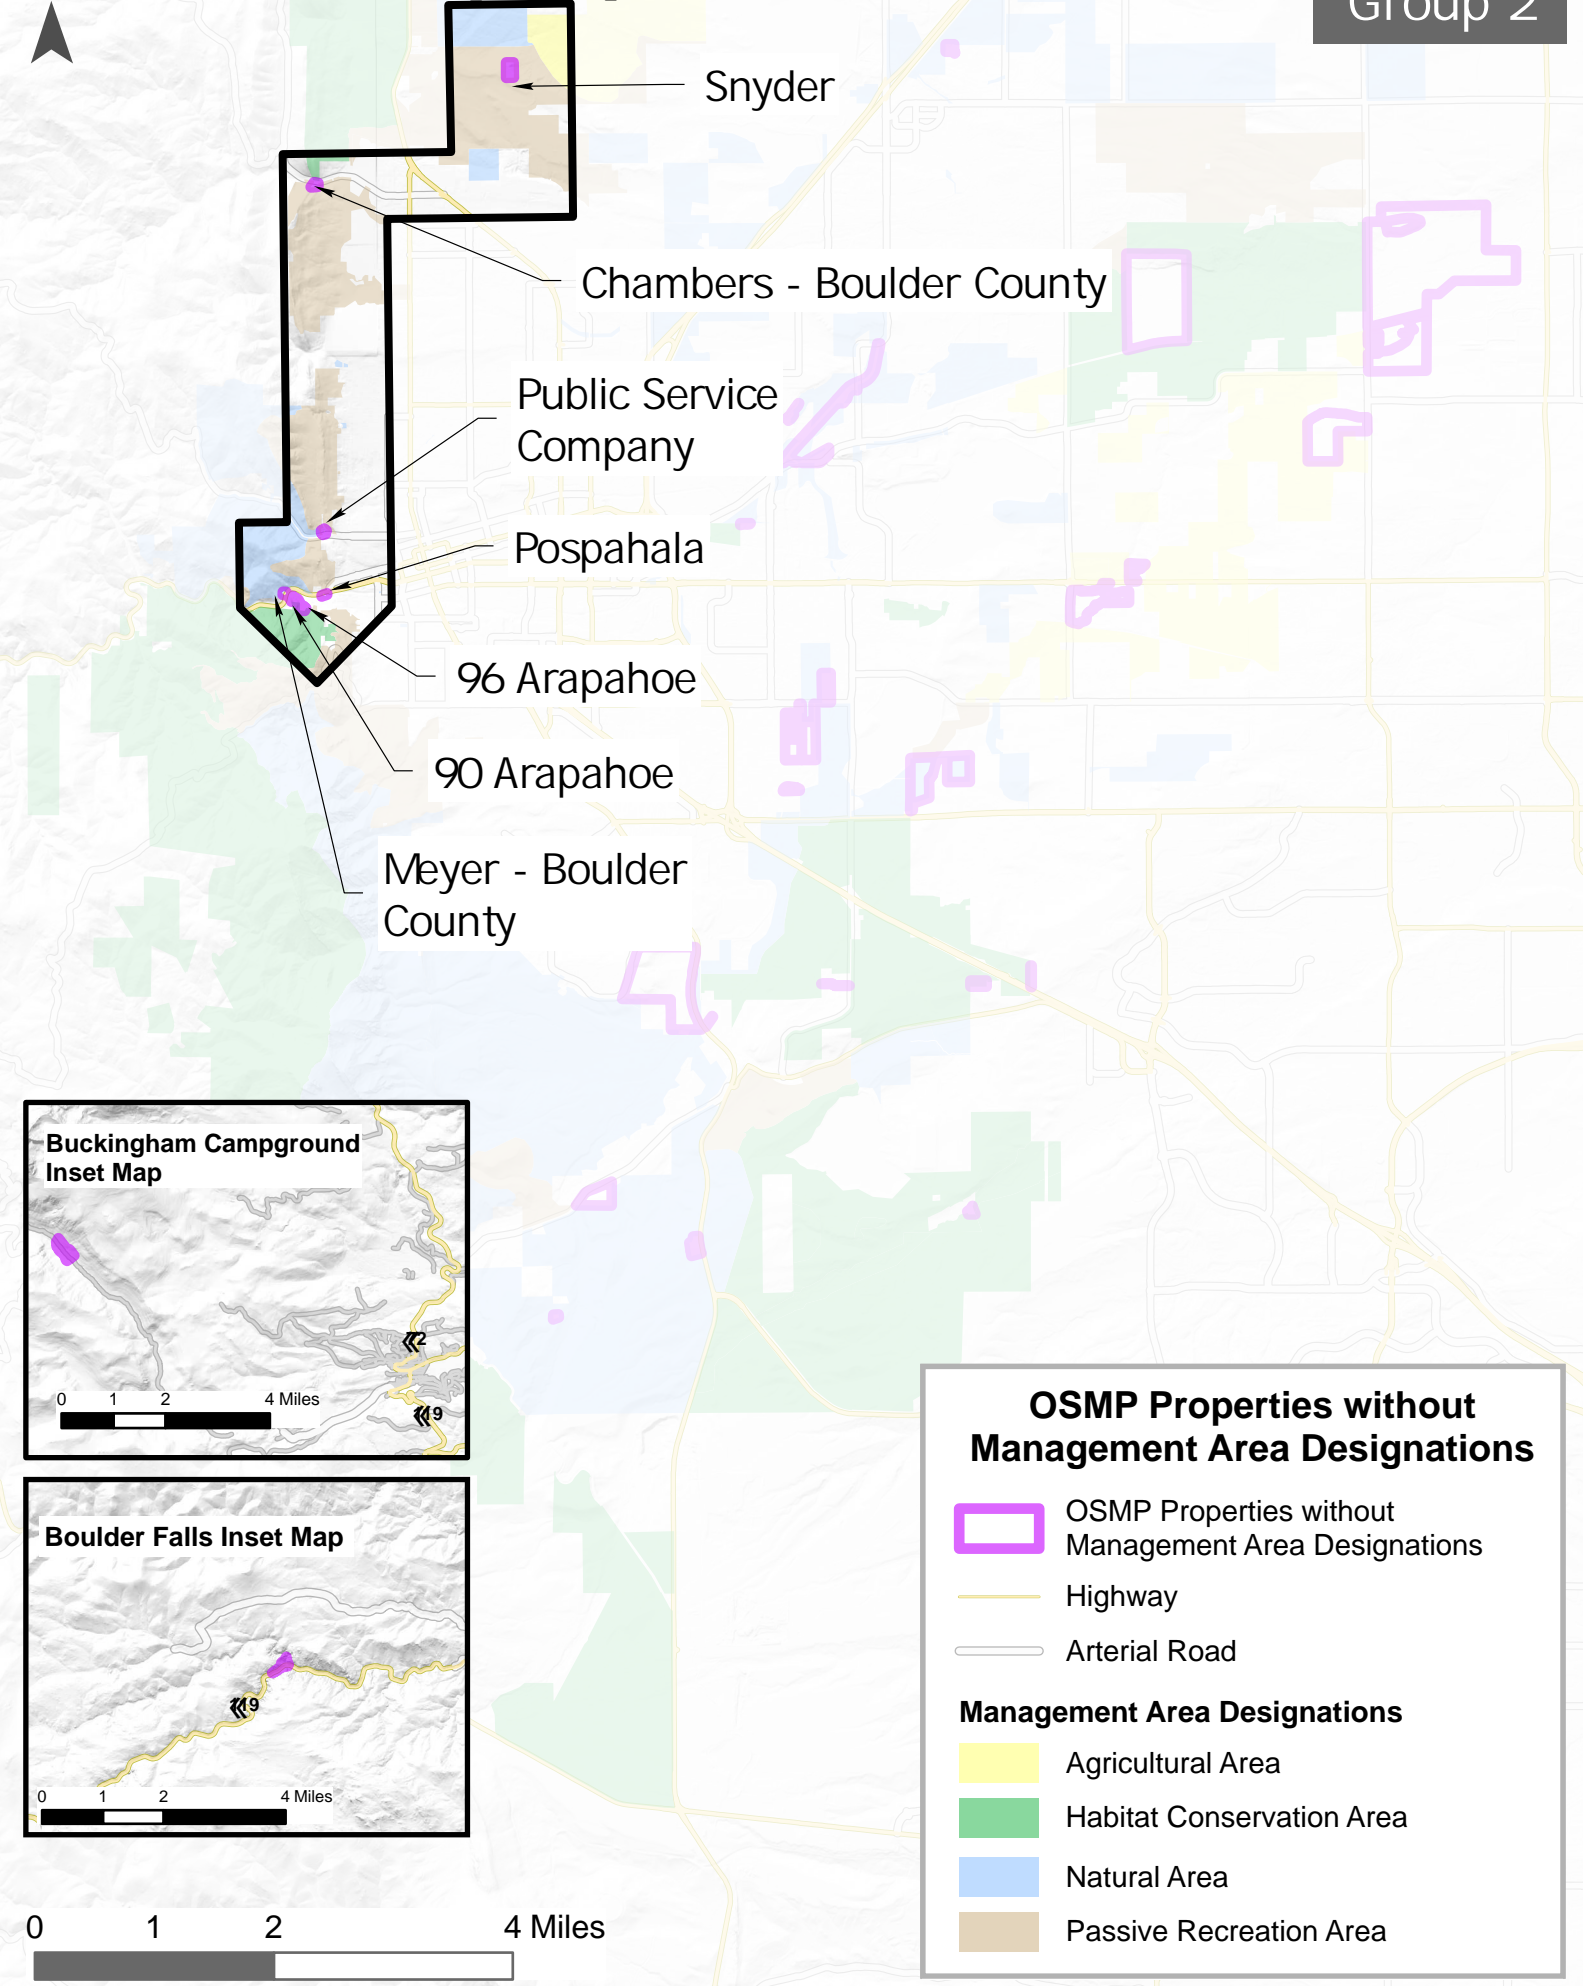 Group 2
Snyder
Chambers - Boulder County
Public Service
Company
Pospahala
96 Arapahoe
90 Arapahoe
Meyer - Boulder
County
Buckingham Campground
Inset Map
0 1 2 4 Miles
Boulder Falls Inset Map
0 1 2 4 Miles
0 1 2 4 Miles
OSMP Properties without
Management Area Designations
OSMP Properties without
Management Area Designations
Highway
Arterial Road
Management Area Designations
Agricultural Area
Habitat Conservation Area
Natural Area
Passive Recreation Area